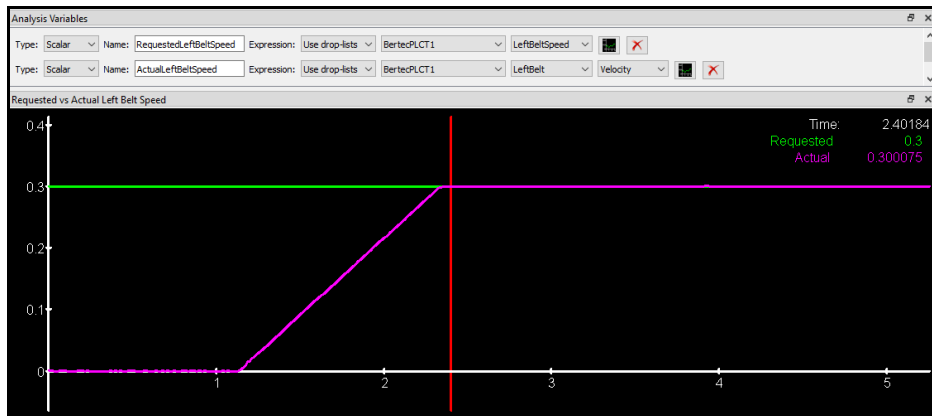 Analysis Variables
Type: Scalar Name: RequestedLeftBeltSpeed Expression: Use drop-lists BertecPLCT1 LeftBeltSpeed
Type: Scalar Name: ActualLeftBeltSpeed Expression: Use drop-lists BertecPLCT1 LeftBelt Velocity
Requested vs Actual Left Belt Speed
0.4 Time: 2.40184
Requested 0.3
Actual 0.300075
0.3
0.2
0.1
0
1 2 3 4 5